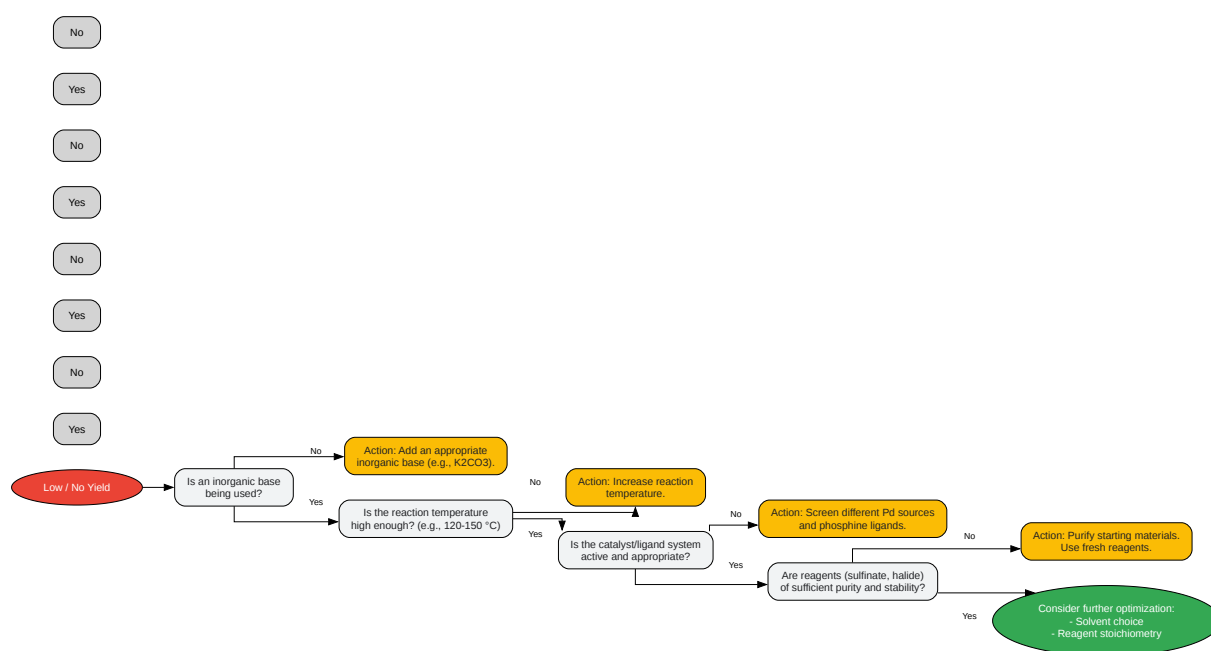 No
Yes
No
Yes
No
Yes
No
Yes
Low / No Yield
Is an inorganic base
being used?
No
Action: Add an appropriate
inorganic base (e.g., K2CO3).
Yes
Is the reaction temperature
high enough? (e.g., 120-150 °C)
No
Action: Increase reaction
temperature.
Yes
Is the catalyst/ligand system
active and appropriate?
No
Action: Screen different Pd sources
and phosphine ligands.
Yes
Are reagents (sulfinate, halide)
of sufficient purity and stability?
No
Action: Purify starting materials.
Use fresh reagents.
Yes
Consider further optimization:
- Solvent choice
- Reagent stoichiometry